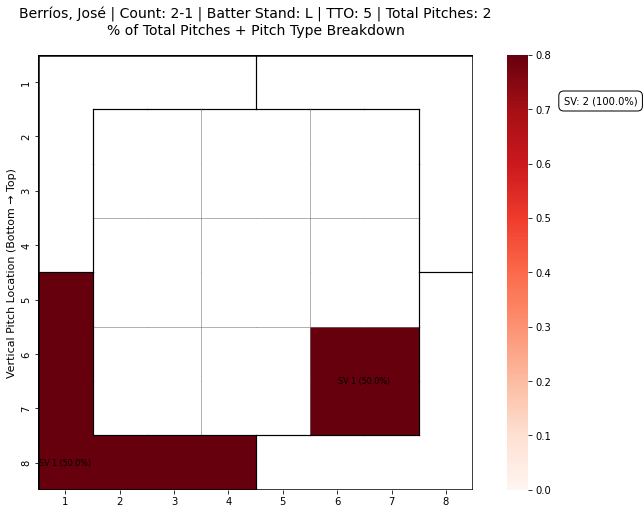 Berríos, José | Count: 2-1 | Batter Stand: L | TTO: 5 | Total Pitches: 2
% of Total Pitches + Pitch Type Breakdown
Vertical Pitch Location (Bottom → Top)
1
2
3
4
5
6
7
8
SV 1 (50.0%)
SV 1 (50.0%)
1 2 3 4 5 6 7 8
0.8
0.7
0.6
0.5
0.4
0.3
0.2
0.1
0.0
SV: 2 (100.0%)